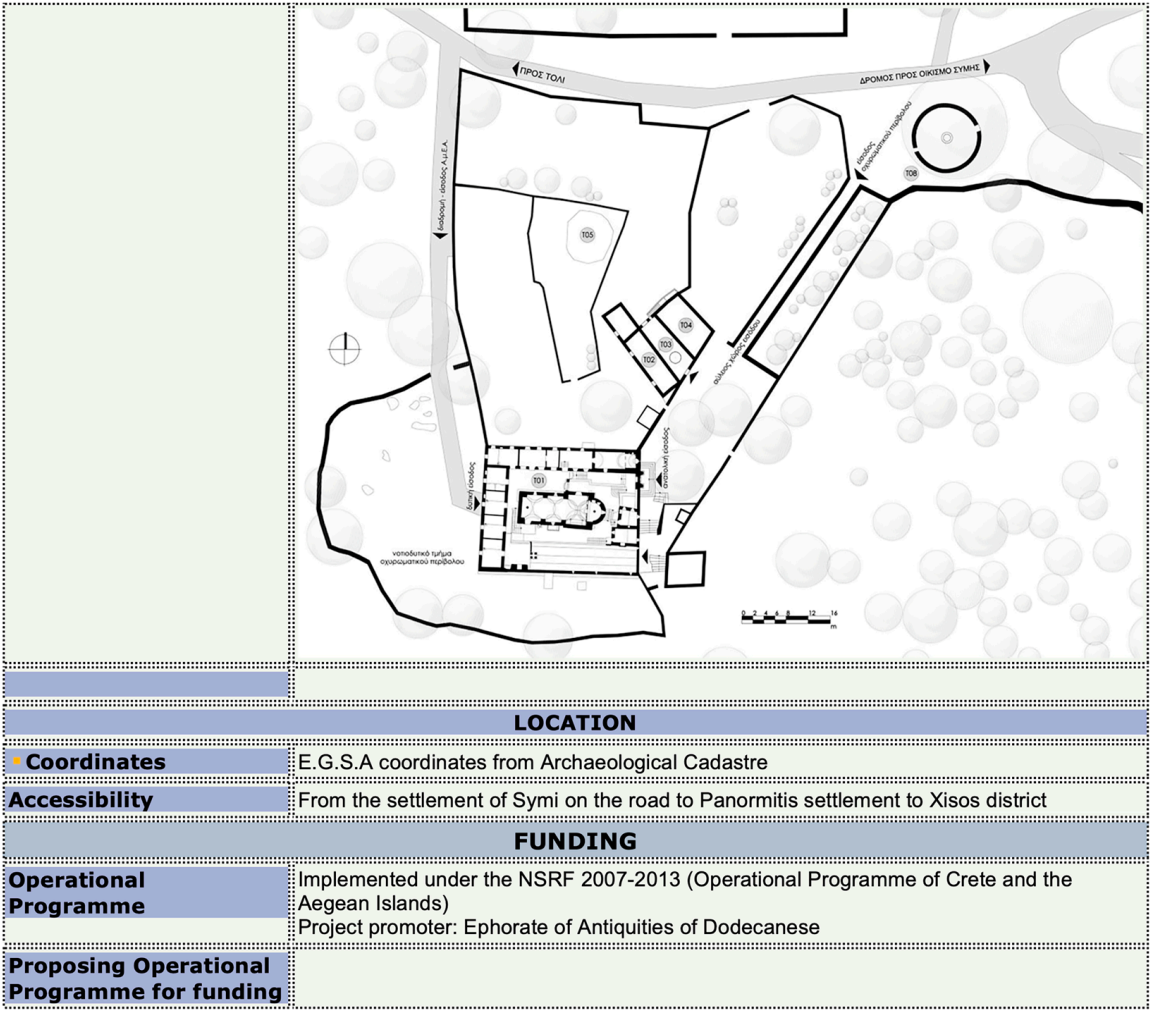 ΠΡΟΣ ΤΟΛΙ
ΔΡΟΜΟΣ ΠΡΟΣ ΟΙΚΙΣΜΟ ΣΥΜΗΣ
είσοδος
οχυρωματικού περίβολου
T08
διαδρομή - είσοδος Α.μ.Ε.Α.
T05
T04
T03
T02
αύλειος χώρος εισόδου
ανατολική είσοδος
T01
δυτική είσοδος
νοτιοδυτικό τμήμα
οχυρωματικού περίβολου
0 2 4 6 8 12 16
m
LOCATION
Coordinates
E.G.S.A coordinates from Archaeological Cadastre
Accessibility
From the settlement of Symi on the road to Panormitis settlement to Xisos district
FUNDING
Operational
Programme
Implemented under the NSRF 2007-2013 (Operational Programme of Crete and the
Aegean Islands)
Project promoter: Ephorate of Antiquities of Dodecanese
Proposing Operational
Programme for funding